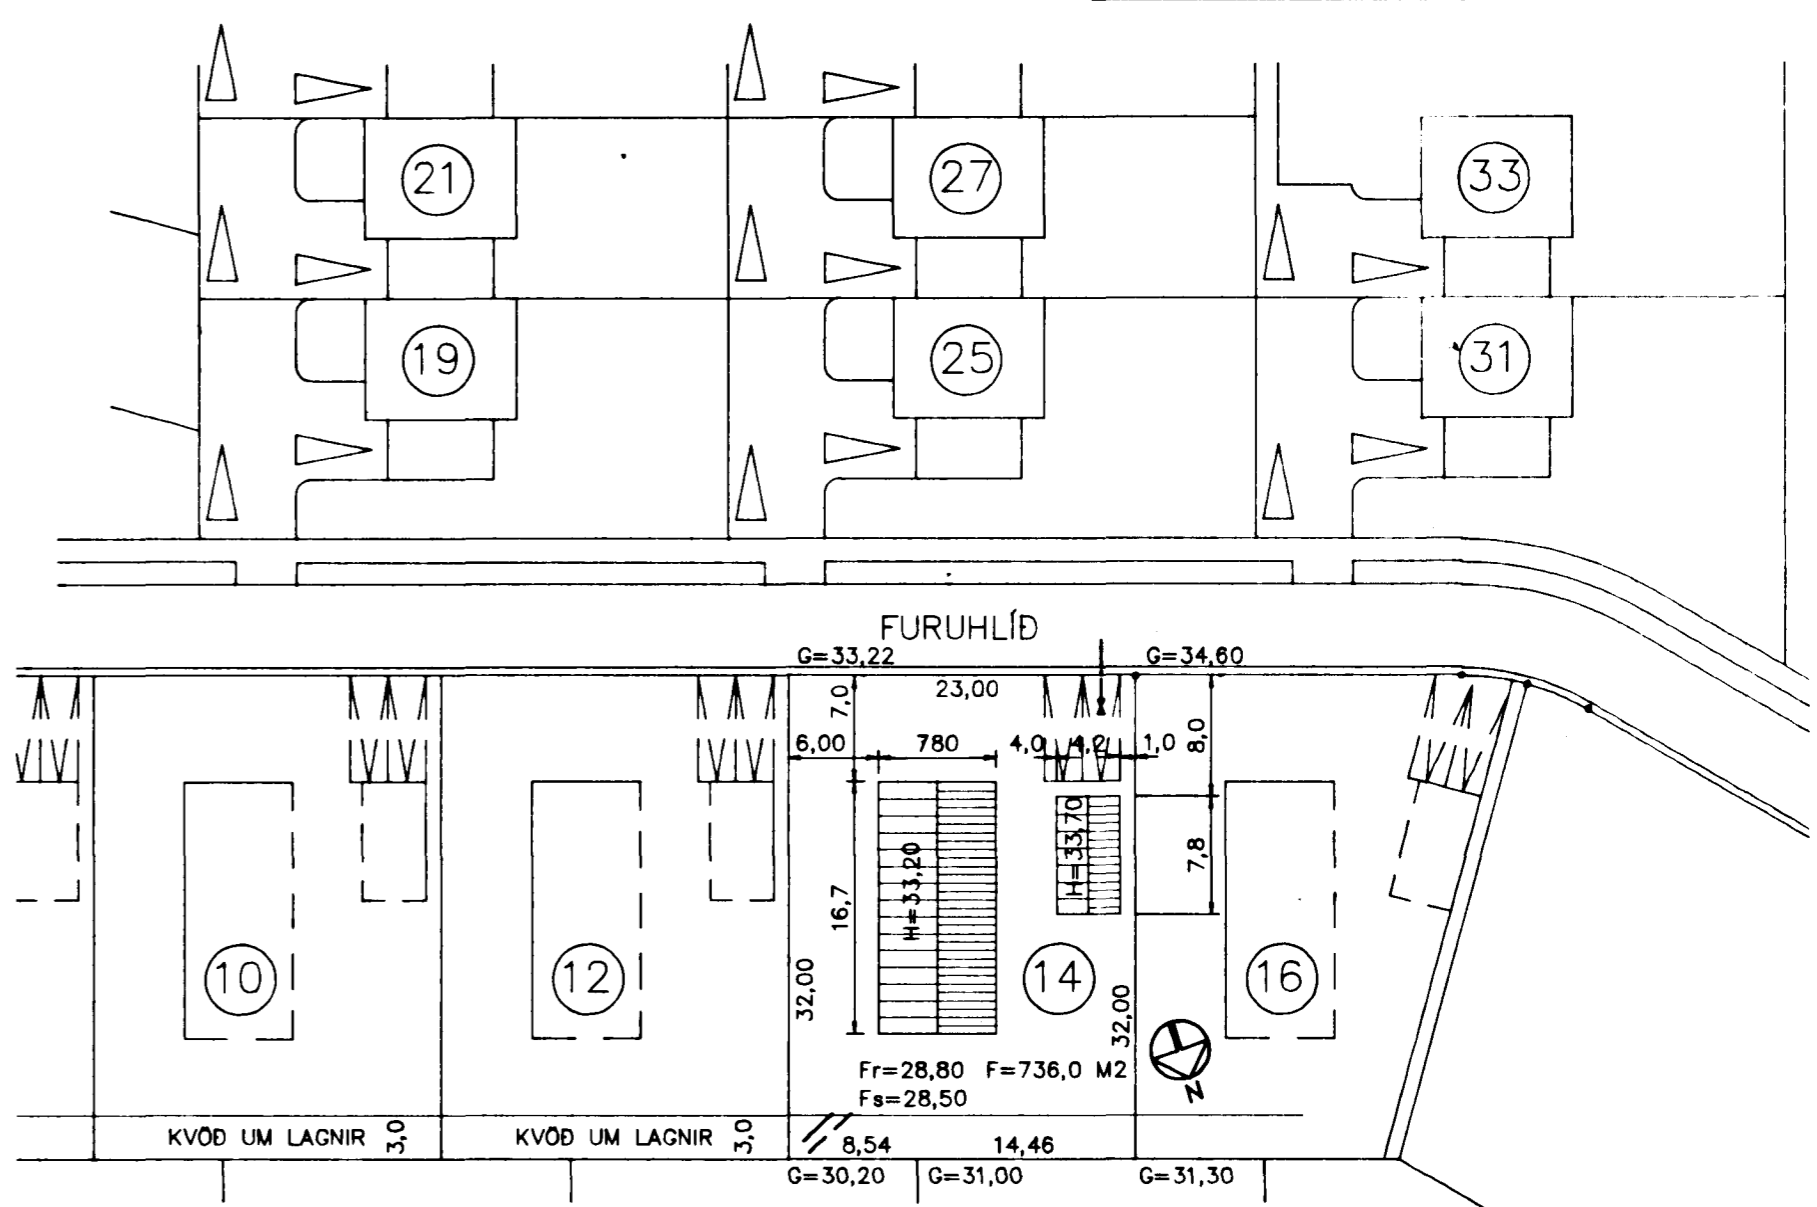 21
27
33
19
25
31
FURUHLÍÐ
G=33,22
G=34,60
23,00
7,0
8,0
6,00
780
4,0
4,2
1,0
H=33,70
7,8
H=33,20
16,7
10
12
14
16
32,00
32,00
Fr=28,80 F=736,0 M2
Fs=28,50
N
KVÖÐ UM LAGNIR
3,0
KVÖÐ UM LAGNIR
3,0
8,54
14,46
G=30,20
G=31,00
G=31,30